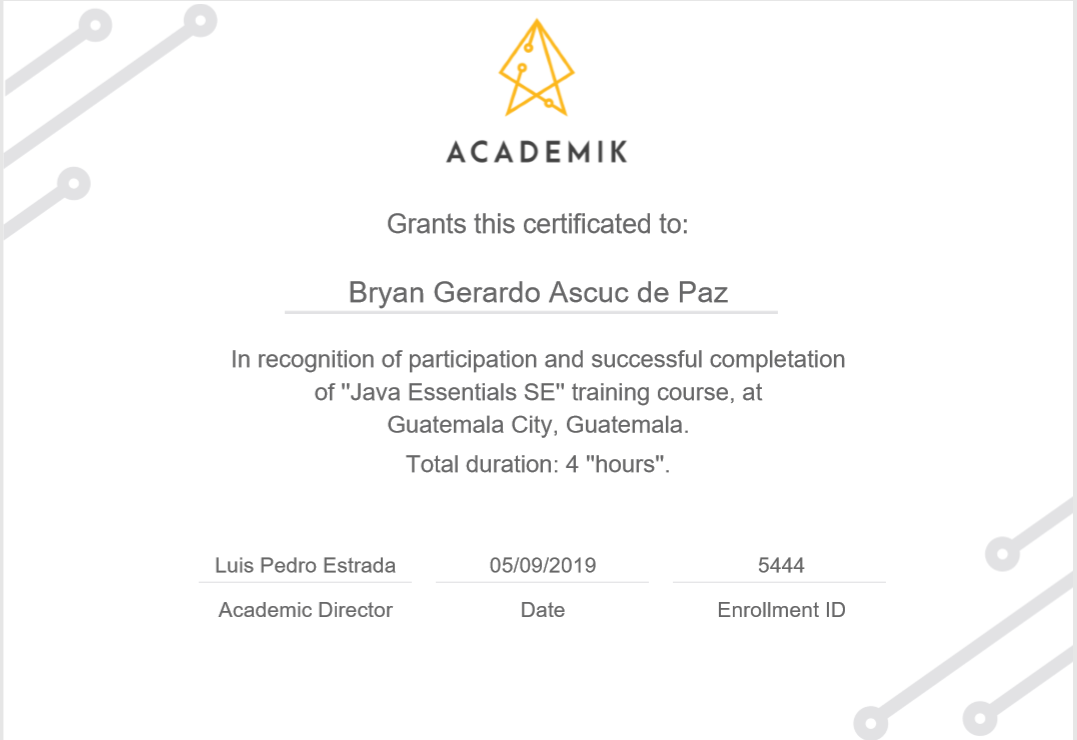 ACADEMIK
Grants this certificated to:
Bryan Gerardo Ascuc de Paz
In recognition of participation and successful completation
of "Java Essentials SE" training course, at
Guatemala City, Guatemala.
Total duration: 4 "hours".
Luis Pedro Estrada 05/09/2019 5444
Academic Director Date Enrollment ID